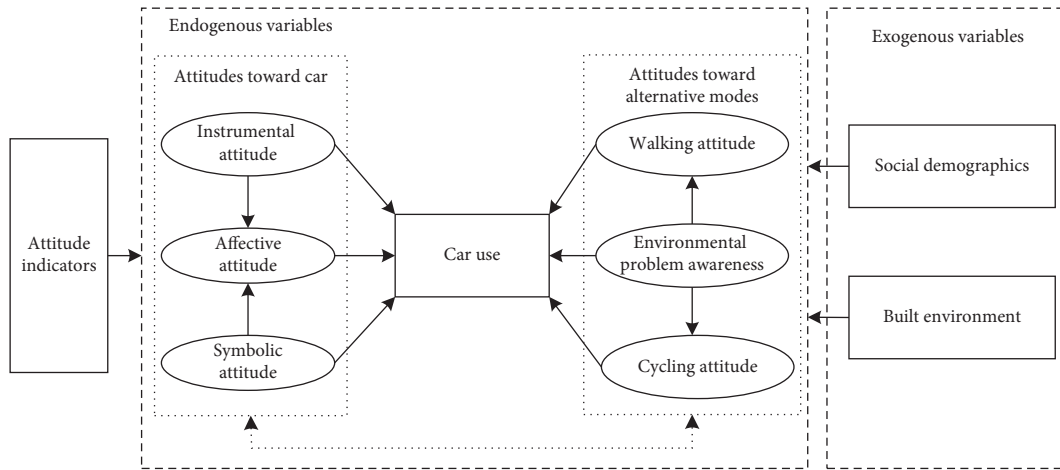 Endogenous variables
Exogenous variables
Attitudes toward car
Attitudes toward
alternative modes
Instrumental
attitude
Walking attitude
Social demographics
Attitude
indicators
Affective
attitude
Car use
Environmental
problem awareness
Built environment
Symbolic
attitude
Cycling attitude